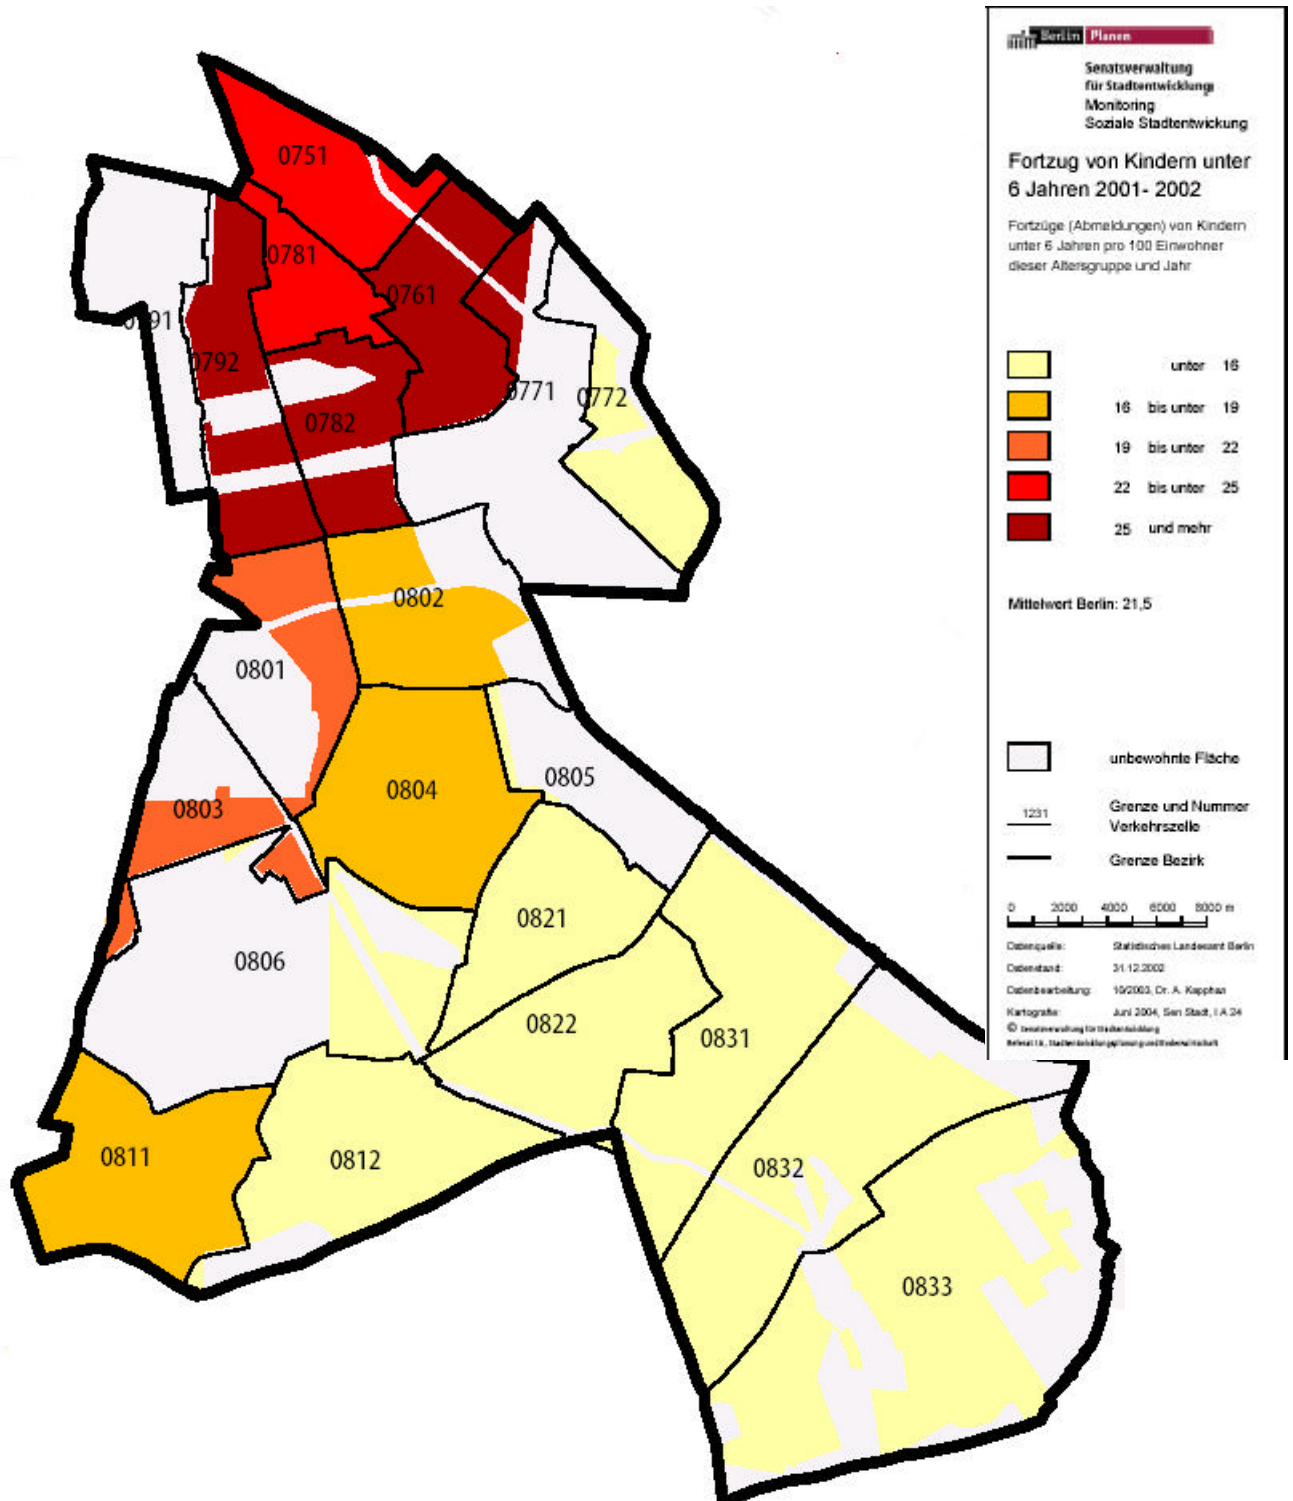 Berlin Planen
Senatsverwaltung
für Stadtentwicklung
Monitoring
Soziale Stadtentwickung
Fortzug von Kindern unter
6 Jahren 2001- 2002
Fortzüge (Abmeldungen) von Kindern
unter 6 Jahren pro 100 Einwohner
dieser Altersgruppe und Jahr
unter 16
16 bis unter 19
19 bis unter 22
22 bis unter 25
25 und mehr
Mittelwert Berlin: 21,5
unbewohnte Fläche
1231
Grenze und Nummer
Verkehrszelle
Grenze Bezirk
0 2000 4000 6000 8000 m
Datenquelle: Statistisches Landesamt Berlin
Datenstand: 31.12.2002
Datenbearbeitung: 10/2003, Dr. A. Kapphan
Kartografie: Juni 2004, Sen Stadt, I A 24
© Senatsverwaltung für Stadtentwicklung
0751
0781
0761
0791
0792
0771
0772
0782
0802
0801
0805
0804
0803
0821
0806
0822
0831
0811
0812
0832
0833